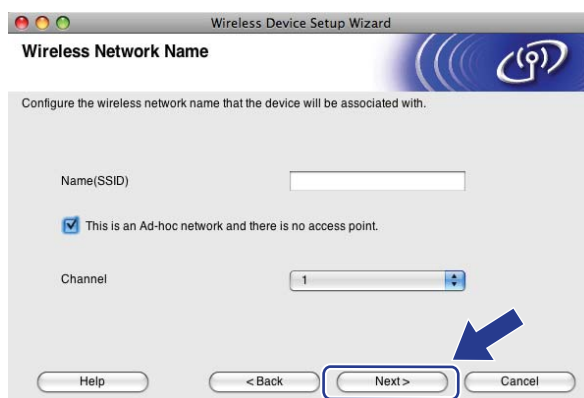 Wireless Device Setup Wizard
Wireless Network Name
Configure the wireless network name that the device will be associated with.
Name(SSID)
This is an Ad-hoc network and there is no access point.
Channel 1
Help <Back Next> Cancel